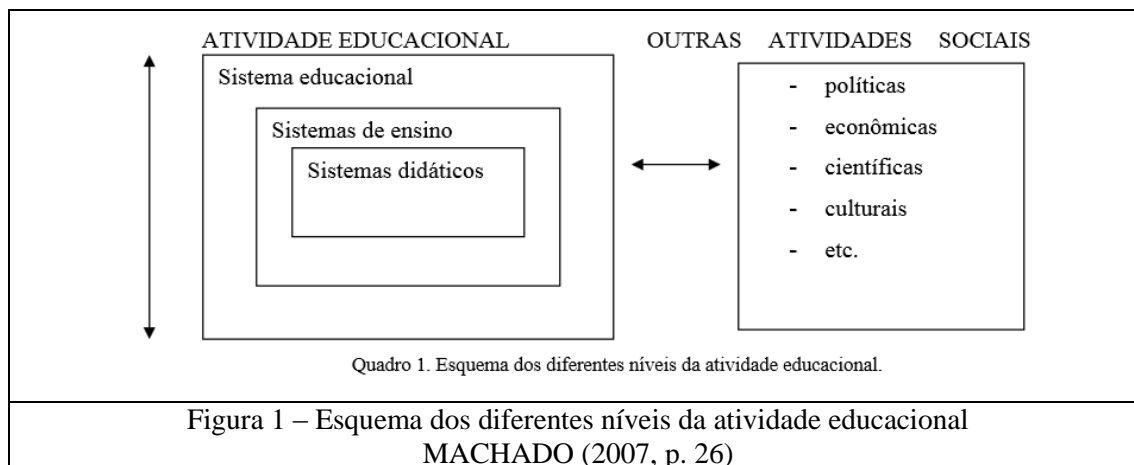 ATIVIDADE EDUCACIONAL
Sistema educacional
Sistemas de ensino
Sistemas didáticos
OUTRAS ATIVIDADES SOCIAIS
- políticas
- econômicas
- científicas
- culturais
- etc.
Quadro 1. Esquema dos diferentes níveis da atividade educacional.
Figura 1 – Esquema dos diferentes níveis da atividade educacional
MACHADO (2007, p. 26)